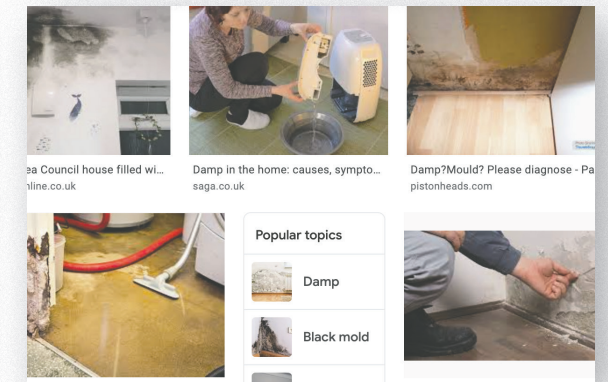 ea Council house filled wi...
Damp in the home: causes, sympto...
Damp?Mould? Please diagnose - Pa
nline.co.uk
saga.co.uk
pistonheads.com
Popular topics
Damp
Black mold